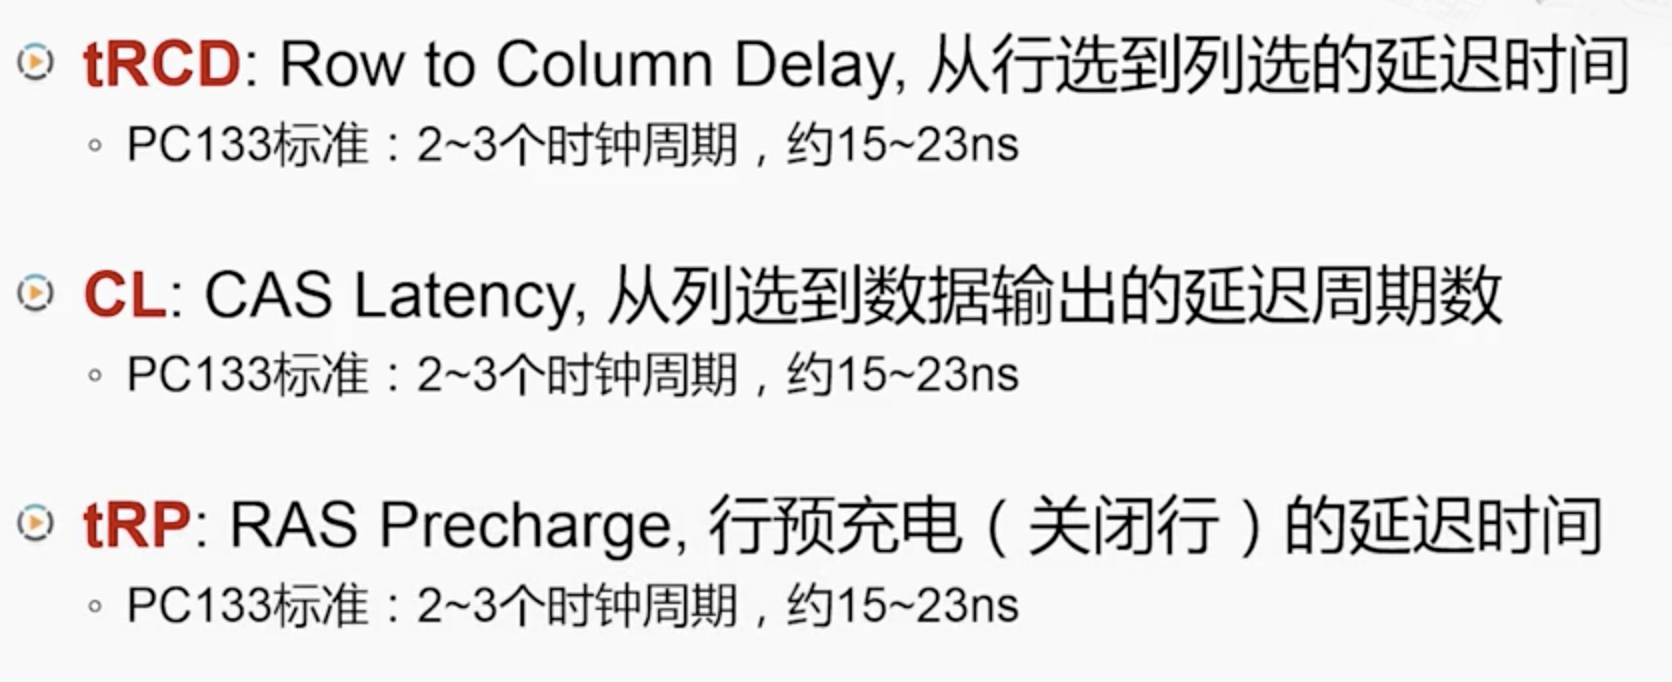 tRCD: Row to Column Delay, 从行选到列选的延迟时间
PC133标准：2~3个时钟周期，约15~23ns
CL: CAS Latency, 从列选到数据输出的延迟周期数
PC133标准：2~3个时钟周期，约15~23ns
tRP: RAS Precharge, 行预充电（关闭行）的延迟时间
PC133标准：2~3个时钟周期，约15~23ns